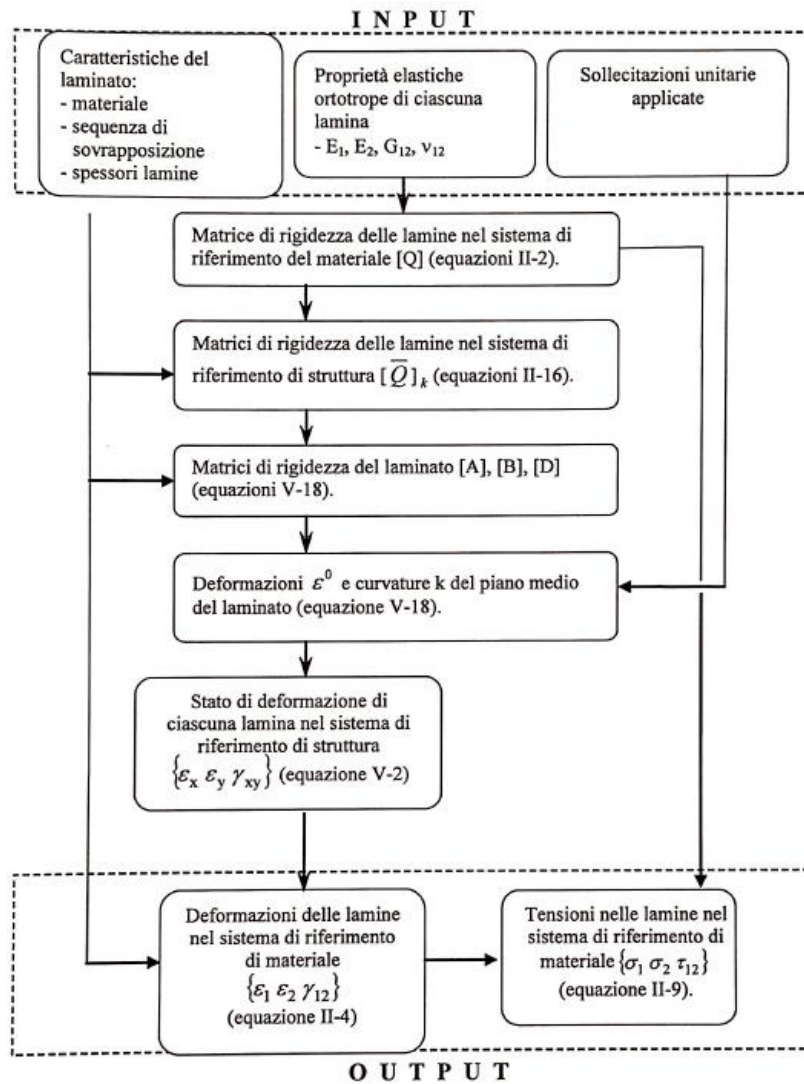 I N P U T
Caratteristiche del
laminato:
- materiale
- sequenza di
sovrapposizione
- spessori lamine
Proprietà elastiche
ortotrope di ciascuna
lamina
- E₁, E₂, G₁₂, ν₁₂
Sollecitazioni unitarie
applicate
Matrice di rigidezza delle lamine nel sistema di
riferimento del materiale [Q] (equazioni II-2).
Matrici di rigidezza delle lamine nel sistema di
riferimento di struttura [Q̅]ₖ (equazioni II-16).
Matrici di rigidezza del laminato [A], [B], [D]
(equazioni V-18).
Deformazioni ε⁰ e curvature k del piano medio
del laminato (equazione V-18).
Stato di deformazione di
ciascuna lamina nel sistema di
riferimento di struttura
{εx εy γxy} (equazione V-2)
Deformazioni delle lamine
nel sistema di riferimento
di materiale
{ε₁ ε₂ γ₁₂}
(equazione II-4)
Tensioni nelle lamine nel
sistema di riferimento di
materiale {σ₁ σ₂ τ₁₂}
(equazione II-9).
O U T P U T